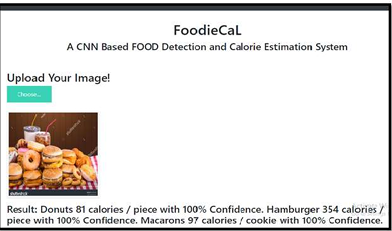 FoodieCaL
A CNN Based FOOD Detection and Calorie Estimation System
Upload Your Image!
Choose...
Result: Donuts 81 calories / piece with 100% Confidence. Hamburger 354 calories /
piece with 100% Confidence. Macarons 97 calories / cookie with 100% Confidence.